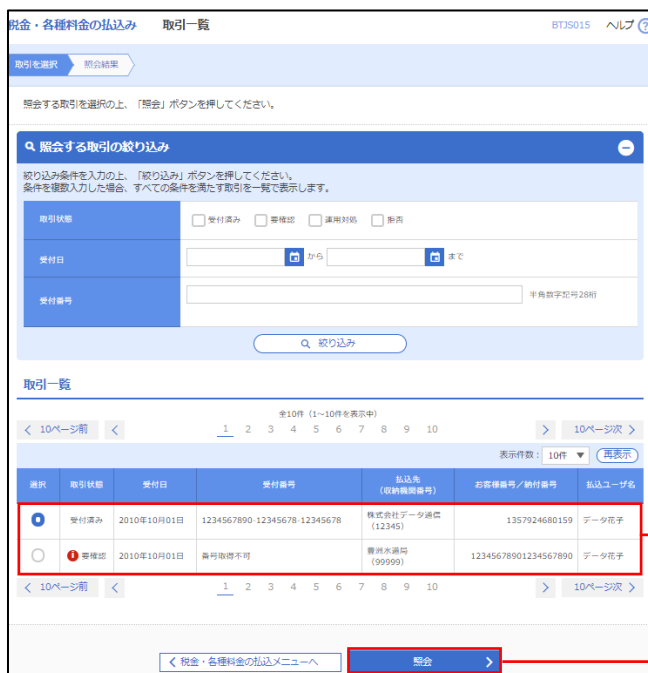 税金・各種料金の払込み 取引一覧 BTJS015 ヘルプ ?
取引を選択 照会結果
照会する取引を選択の上、「照会」ボタンを押してください。
照会する取引の絞り込み
絞り込み条件を入力の上、「絞り込み」ボタンを押してください。
条件を複数入力した場合、すべての条件を満たす取引を一覧で表示します。
取引状態 受付済み 要確認 運用対処 拒否
受付日 から まで
受付番号 半角数字記号28桁
絞り込み
取引一覧
全10件（1～10件を表示中）
< 10ページ前 < 1 2 3 4 5 6 7 8 9 10 > 10ページ次 >
表示件数： 10件 ▼ 再表示
選択 取引状態 受付日 受付番号 払込先（収納機関番号） お客様番号／納付番号 払込ユーザ名
受付済み 2010年10月01日 1234567890-12345678-12345678 株式会社データ通信（12345） 1357924680159 データ花子
要確認 2010年10月01日 番号取得不可 豊洲水道局（99999） 12345678901234567890 データ花子
< 10ページ前 < 1 2 3 4 5 6 7 8 9 10 > 10ページ次 >
< 税金・各種料金の払込メニューへ 照会 >